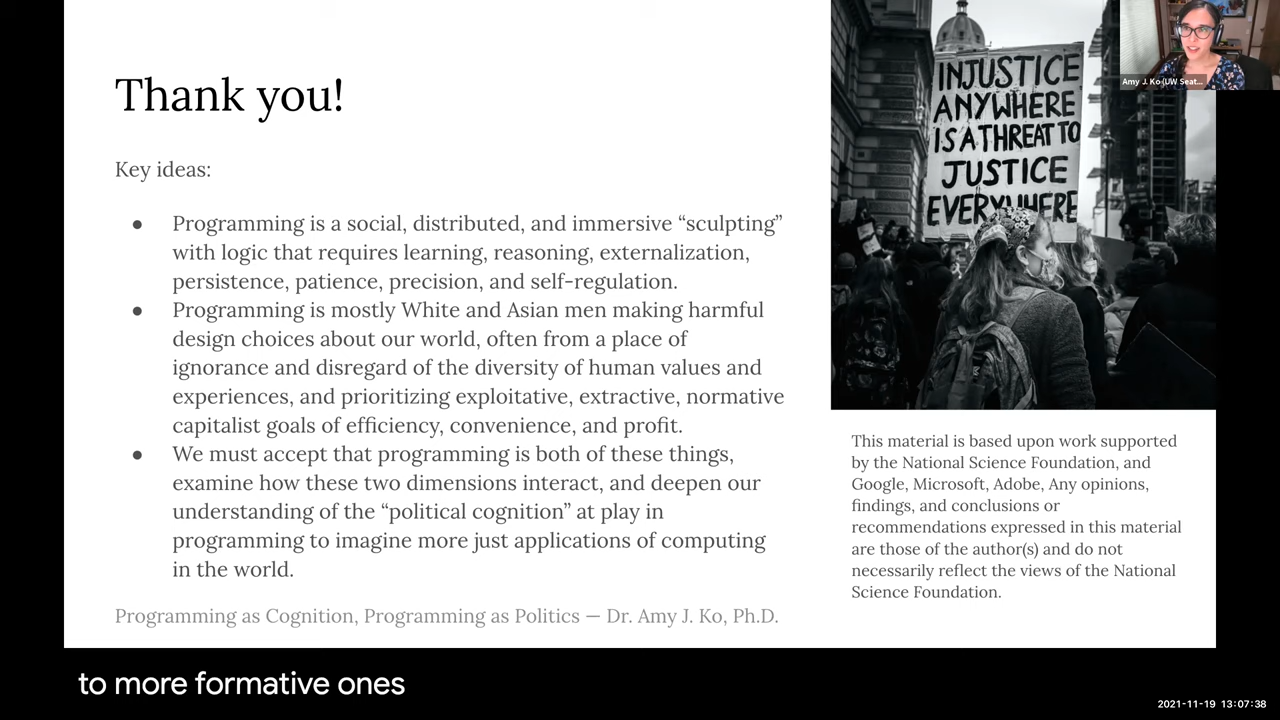 Thank you!
Key ideas:
● Programming is a social, distributed, and immersive “sculpting”
with logic that requires learning, reasoning, externalization,
persistence, patience, precision, and self-regulation.
● Programming is mostly White and Asian men making harmful
design choices about our world, often from a place of
ignorance and disregard of the diversity of human values and
experiences, and prioritizing exploitative, extractive, normative
capitalist goals of efficiency, convenience, and profit.
● We must accept that programming is both of these things,
examine how these two dimensions interact, and deepen our
understanding of the “political cognition” at play in
programming to imagine more just applications of computing
in the world.
Programming as Cognition, Programming as Politics — Dr. Amy J. Ko, Ph.D.
INJUSTICE
ANYWHERE
IS A THREAT TO
JUSTICE
EVERYWHERE
Amy J. Ko (UW Seat...
This material is based upon work supported
by the National Science Foundation, and
Google, Microsoft, Adobe, Any opinions,
findings, and conclusions or
recommendations expressed in this material
are those of the author(s) and do not
necessarily reflect the views of the National
Science Foundation.
to more formative ones
2021-11-19 13:07:38